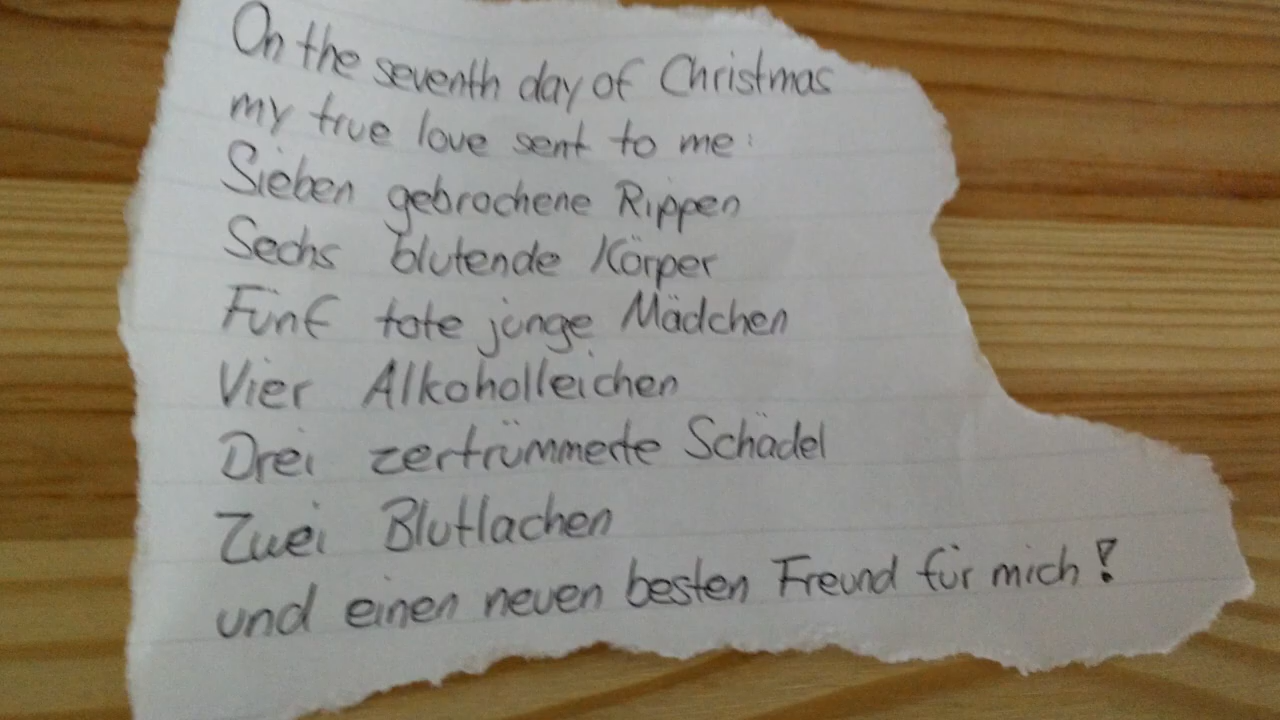 On the seventh day of Christmas
my true love sent to me:
Sieben gebrochene Rippen
Sechs blutende Körper
Fünf tote junge Mädchen
Vier Alkoholleichen
Drei zertrümmerte Schädel
Zwei Blutlachen
und einen neuen besten Freund für mich!